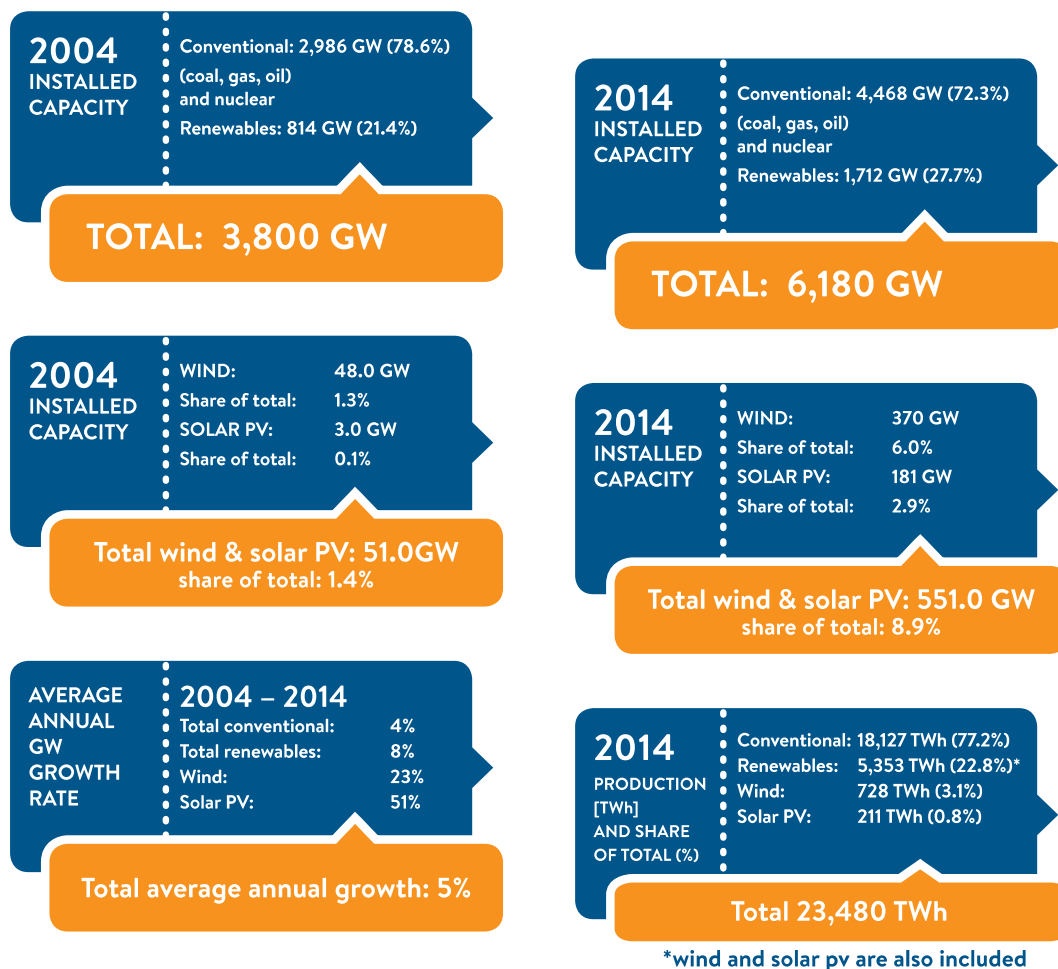 2004
INSTALLED
CAPACITY
Conventional: 2,986 GW (78.6%)
(coal, gas, oil)
and nuclear
Renewables: 814 GW (21.4%)
TOTAL: 3,800 GW
2014
INSTALLED
CAPACITY
Conventional: 4,468 GW (72.3%)
(coal, gas, oil)
and nuclear
Renewables: 1,712 GW (27.7%)
TOTAL: 6,180 GW
2004
INSTALLED
CAPACITY
WIND: 48.0 GW
Share of total: 1.3%
SOLAR PV: 3.0 GW
Share of total: 0.1%
Total wind & solar PV: 51.0GW
share of total: 1.4%
2014
INSTALLED
CAPACITY
WIND: 370 GW
Share of total: 6.0%
SOLAR PV: 181 GW
Share of total: 2.9%
Total wind & solar PV: 551.0 GW
share of total: 8.9%
AVERAGE
ANNUAL
GW
GROWTH
RATE
2004 – 2014
Total conventional: 4%
Total renewables: 8%
Wind: 23%
Solar PV: 51%
Total average annual growth: 5%
2014
PRODUCTION
[TWh]
AND SHARE
OF TOTAL (%)
Conventional: 18,127 TWh (77.2%)
Renewables: 5,353 TWh (22.8%)*
Wind: 728 TWh (3.1%)
Solar PV: 211 TWh (0.8%)
Total 23,480 TWh
*wind and solar pv are also included